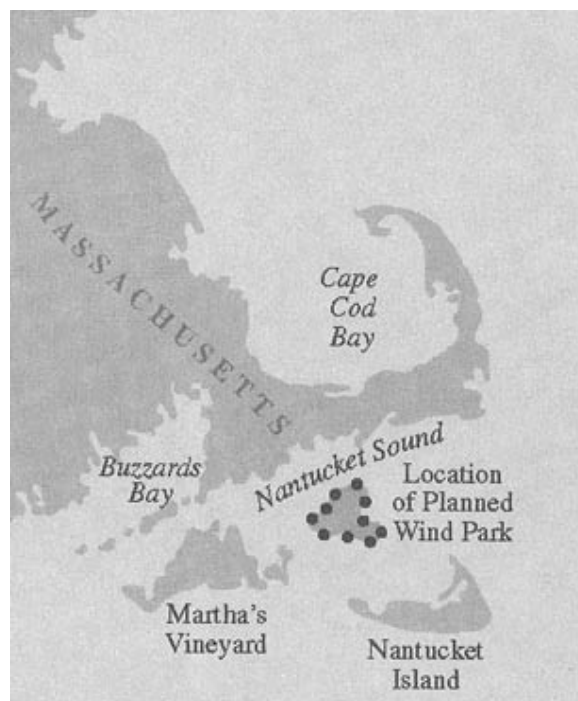 MASSACHUSETTS
Cape
Cod
Bay
Nantucket Sound
Buzzards
Bay
Location
of Planned
Wind Park
Martha's
Vineyard
Nantucket
Island